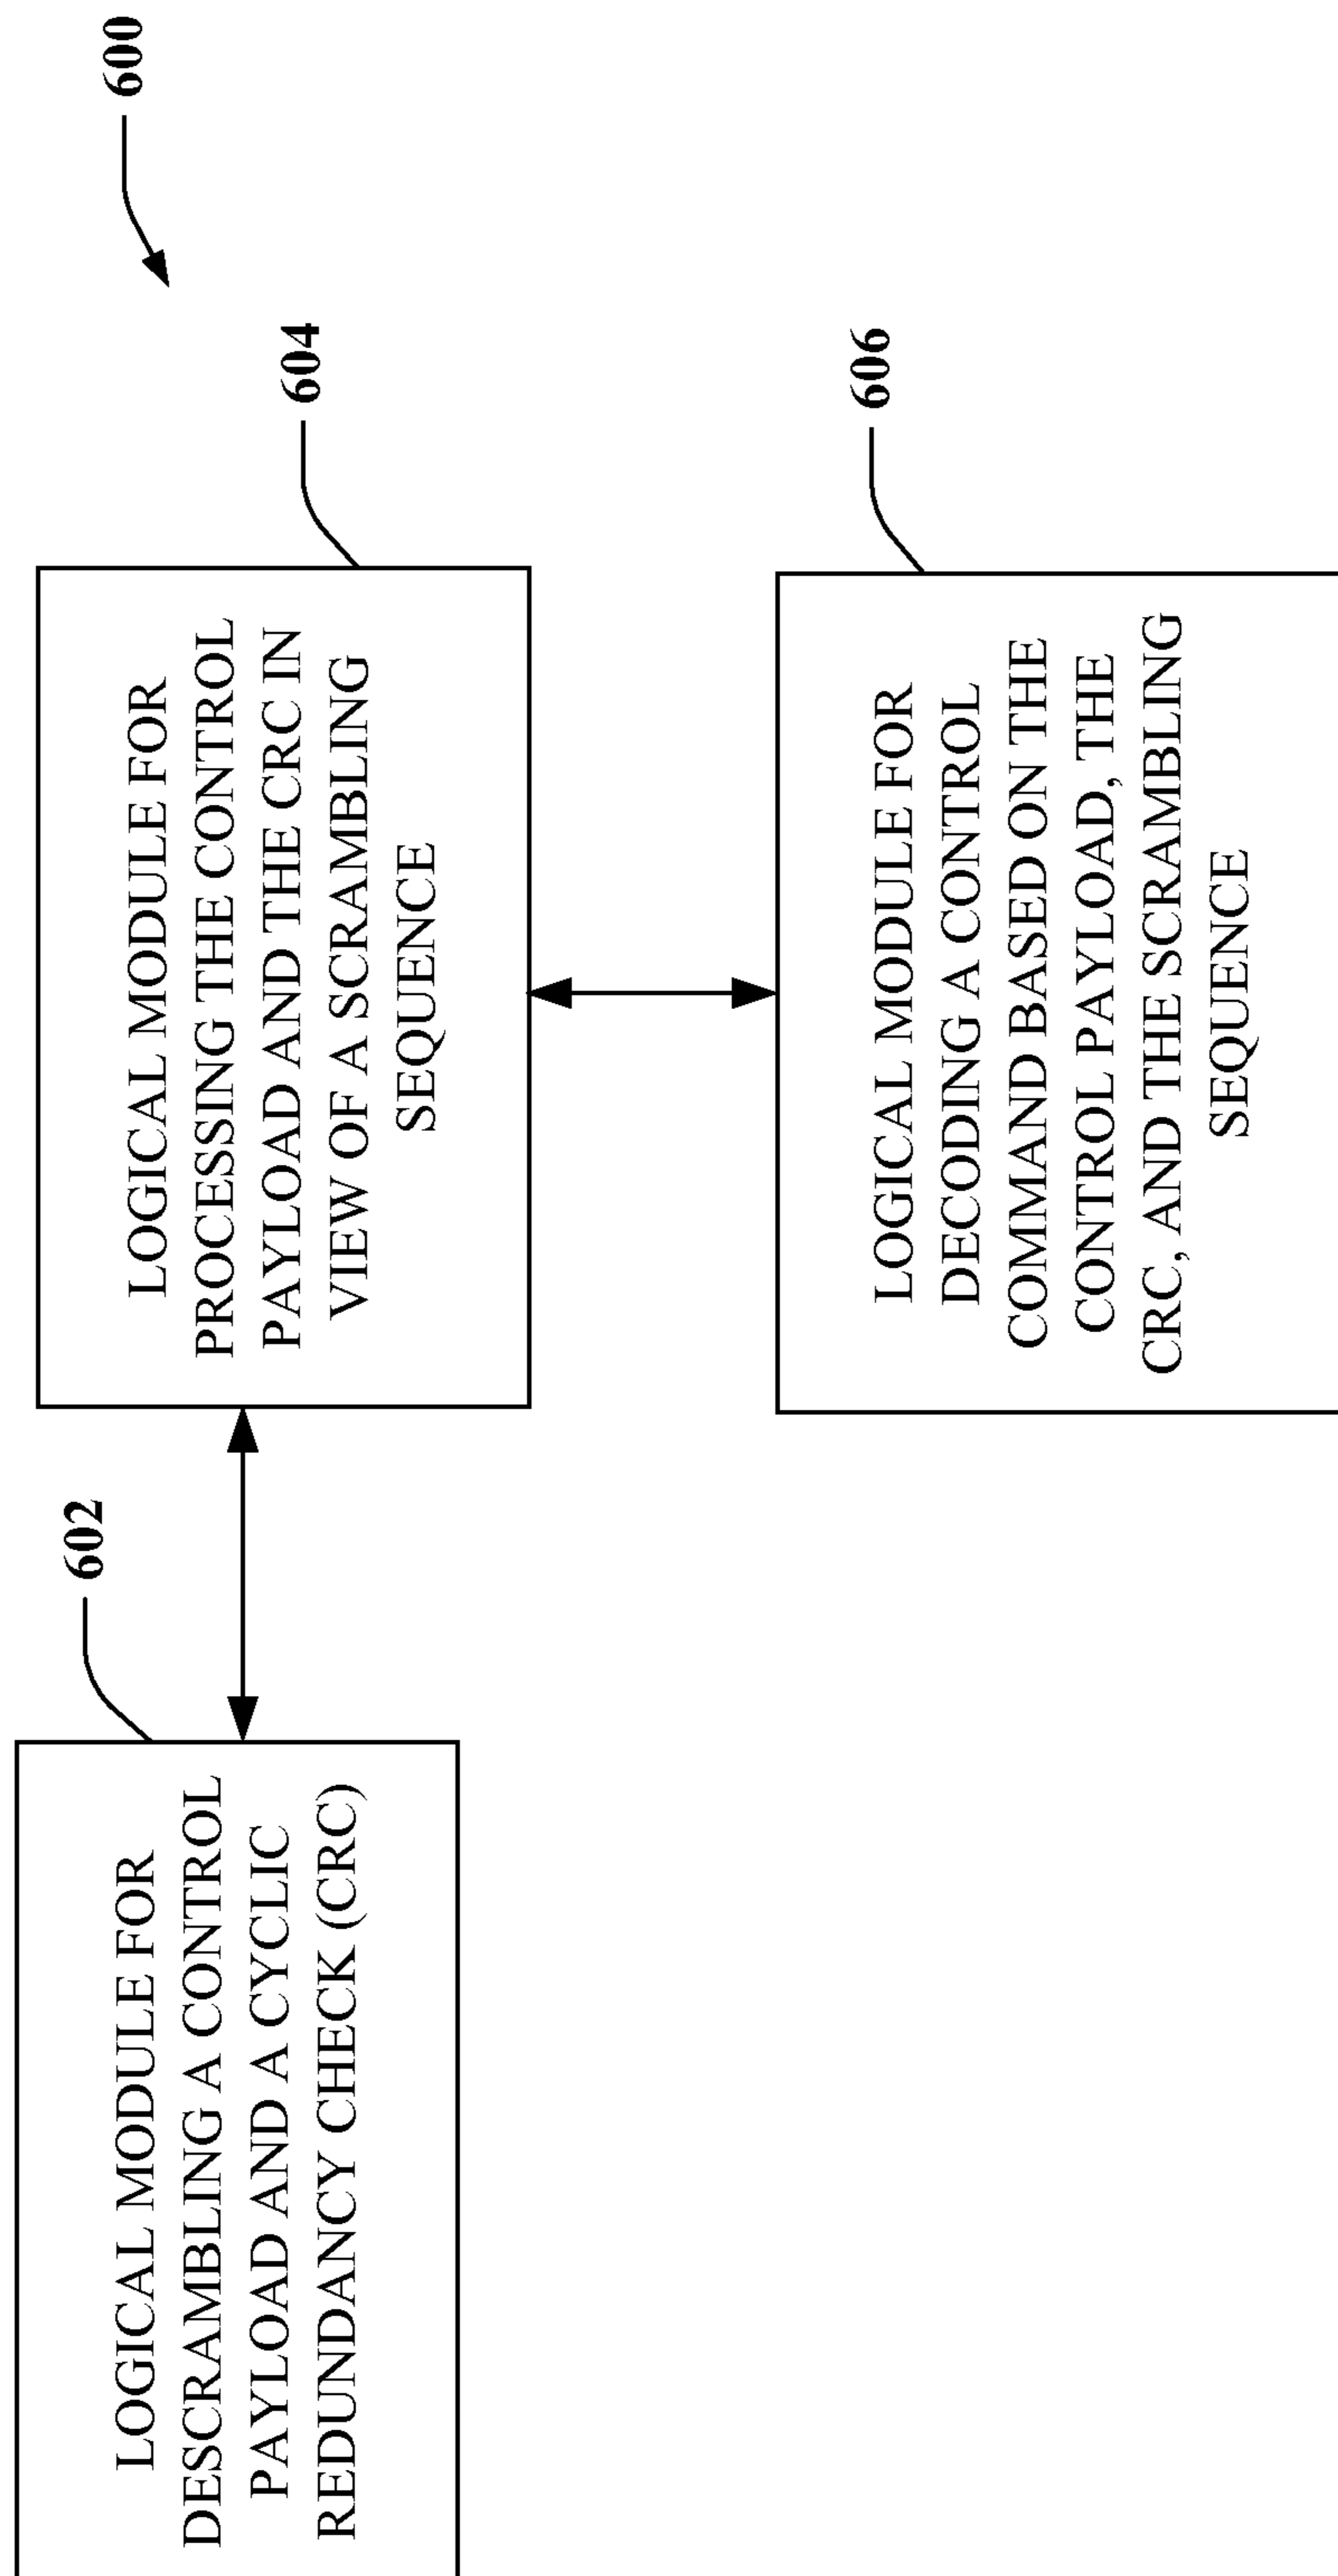 600
602
LOGICAL MODULE FOR
DESCRAMBLING A CONTROL
PAYLOAD AND A CYCLIC
REDUNDANCY CHECK (CRC)
604
LOGICAL MODULE FOR
PROCESSING THE CONTROL
PAYLOAD AND THE CRC IN
VIEW OF A SCRAMBLING
SEQUENCE
606
LOGICAL MODULE FOR
DECODING A CONTROL
COMMAND BASED ON THE
CONTROL PAYLOAD, THE
CRC, AND THE SCRAMBLING
SEQUENCE